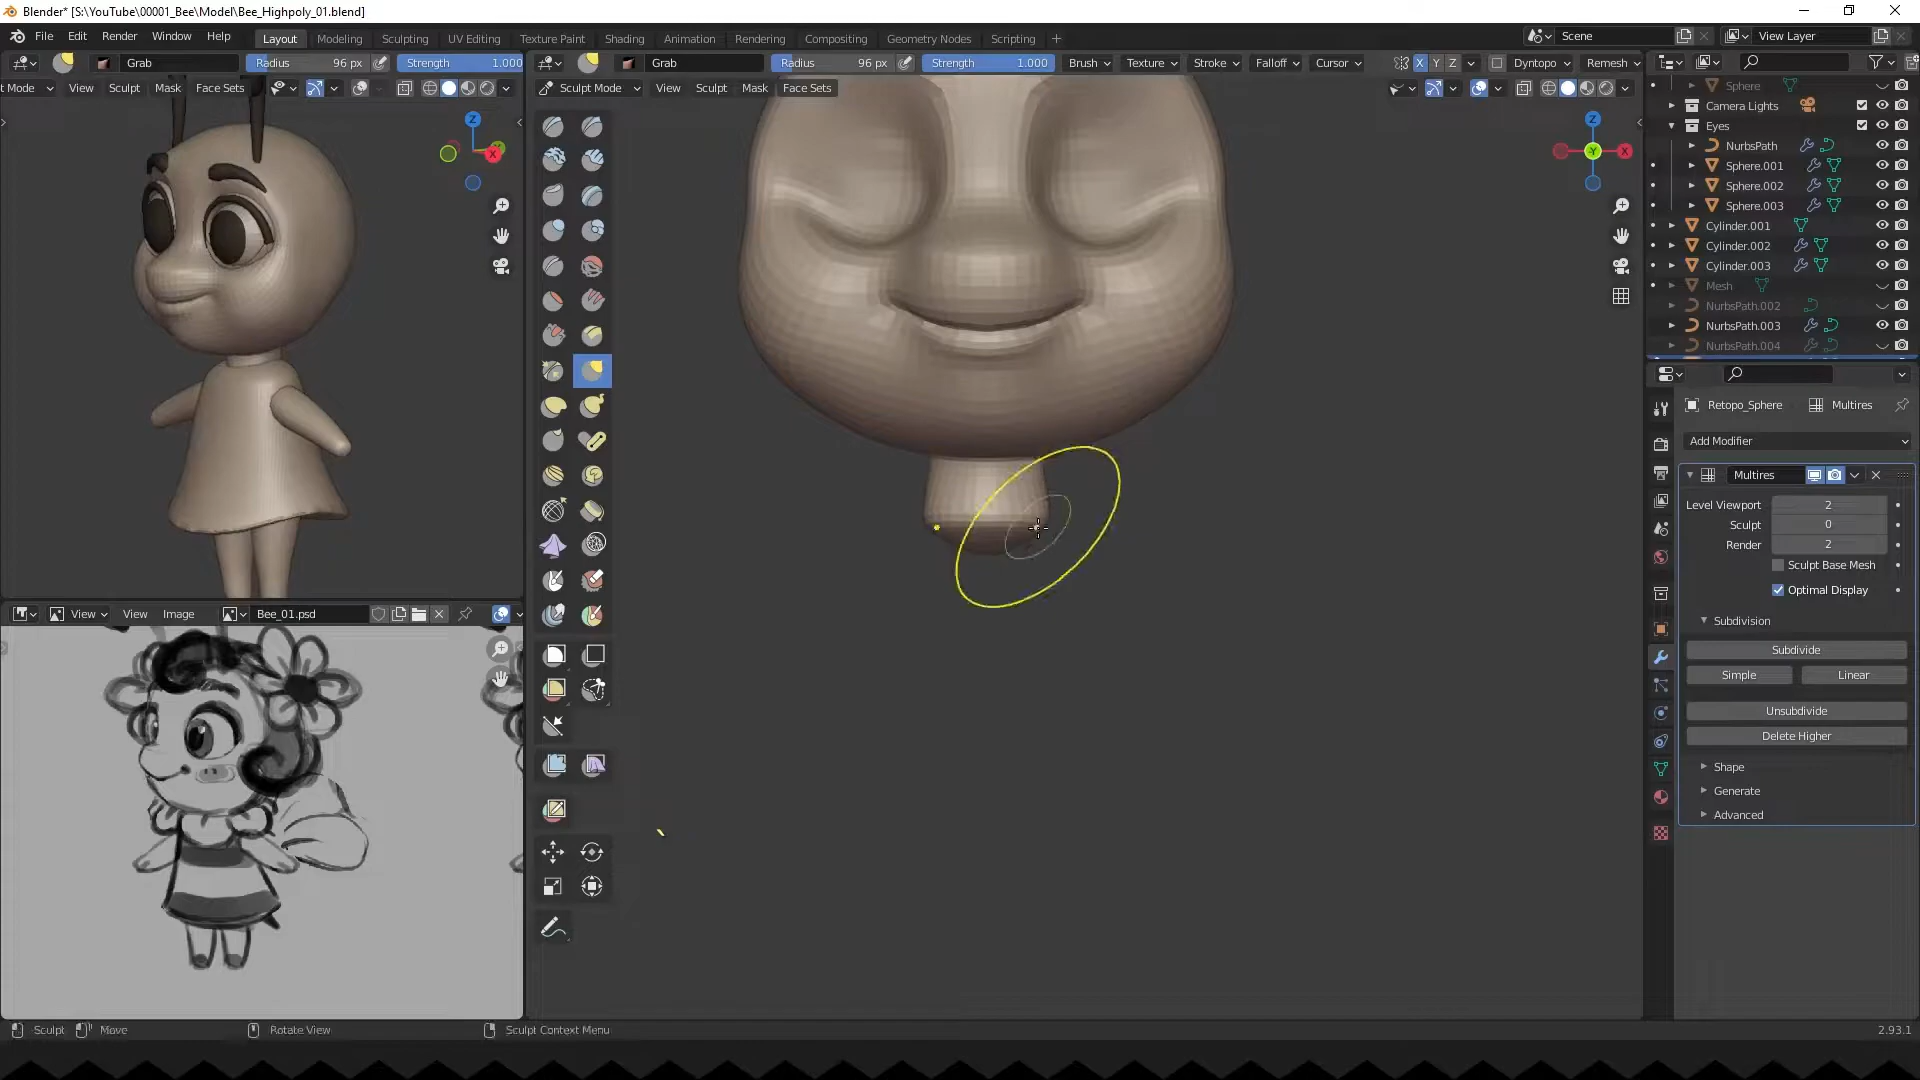 Blender* [S:\YouTube\00001_Bee\Model\Bee_Highpoly_01.blend]
File Edit Render Window Help Layout Modeling Sculpting UV Editing Texture Paint Shading Animation Rendering Compositing Geometry Nodes Scripting + Scene View Layer
Grab Radius 96 px Strength 1.000 Grab Radius 96 px Strength 1.000 Brush Texture Stroke Falloff Cursor X Y Z Dyntopo Remesh
t Mode View Sculpt Mask Face Sets Sculpt Mode View Sculpt Mask Face Sets
Sphere
Camera Lights
Eyes
NurbsPath
Sphere.001
Sphere.002
Sphere.003
Cylinder.001
Cylinder.002
Cylinder.003
Mesh
NurbsPath.002
NurbsPath.003
NurbsPath.004
Z X
Z Y X
Retopo_Sphere Multires
Add Modifier
Multires
Level Viewport 2
Sculpt 0
Render 2
Sculpt Base Mesh
Optimal Display
Subdivision
Subdivide
Simple Linear
Unsubdivide
Delete Higher
Shape
Generate
Advanced
View View Image Bee_01.psd
Sculpt Move Rotate View Sculpt Context Menu 2.93.1